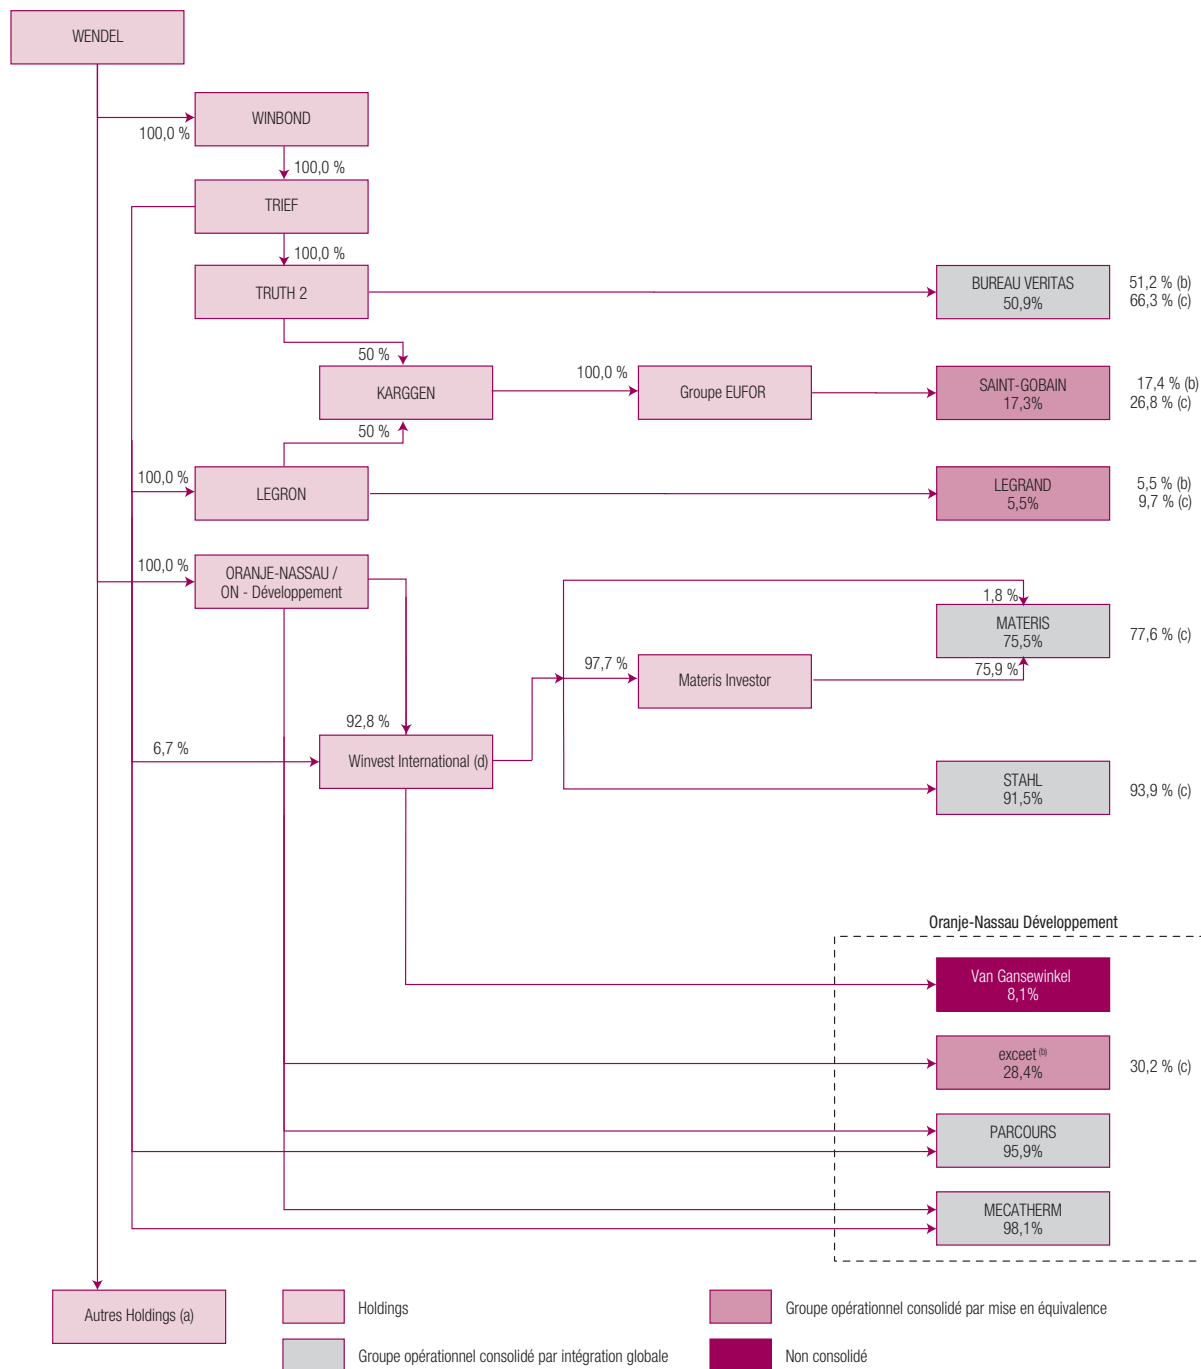 WENDEL
WINBOND
100,0 %
100,0 %
TRIEF
100,0 %
TRUTH 2
BUREAU VERITAS
50,9%
51,2 % (b)
66,3 % (c)
50 %
KARGGEN
100,0 %
Groupe EUFOR
SAINT-GOBAIN
17,3%
17,4 % (b)
26,8 % (c)
50 %
100,0 %
LEGRON
LEGRAND
5,5%
5,5 % (b)
9,7 % (c)
100,0 %
ORANJE-NASSAU /
ON - Développement
1,8 %
MATERIS
75,5%
77,6 % (c)
97,7 %
Materis Investor
75,9 %
92,8 %
6,7 %
Winvest International (d)
STAHL
91,5%
93,9 % (c)
Oranje-Nassau Développement
Van Gansewinkel
8,1%
exceet (b)
28,4%
30,2 % (c)
PARCOURS
95,9%
MECATHERM
98,1%
Autres Holdings (a)
Holdings
Groupe opérationnel consolidé par mise en équivalence
Groupe opérationnel consolidé par intégration globale
Non consolidé